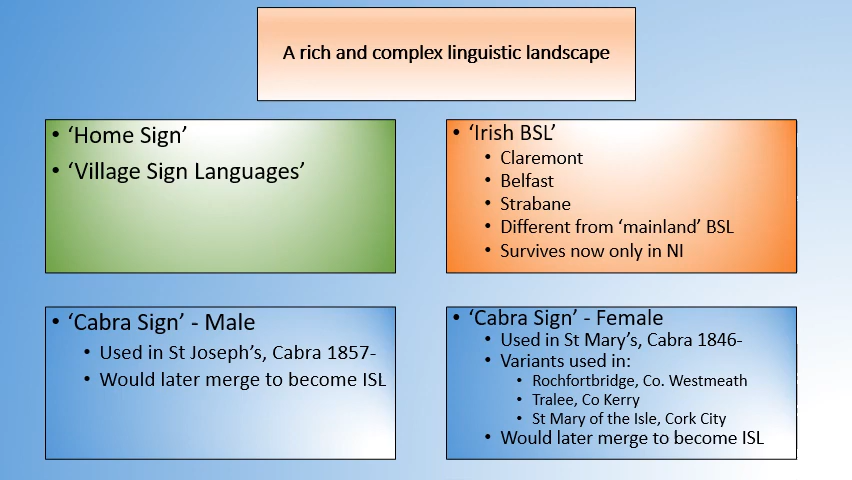 A rich and complex linguistic landscape
• ‘Home Sign’
• ‘Village Sign Languages’
• ‘Irish BSL’
• Claremont
• Belfast
• Strabane
• Different from ‘mainland’ BSL
• Survives now only in NI
• ‘Cabra Sign’ - Male
• Used in St Joseph’s, Cabra 1857-
• Would later merge to become ISL
• ‘Cabra Sign’ - Female
• Used in St Mary’s, Cabra 1846-
• Variants used in:
• Rochfortbridge, Co. Westmeath
• Tralee, Co Kerry
• St Mary of the Isle, Cork City
• Would later merge to become ISL